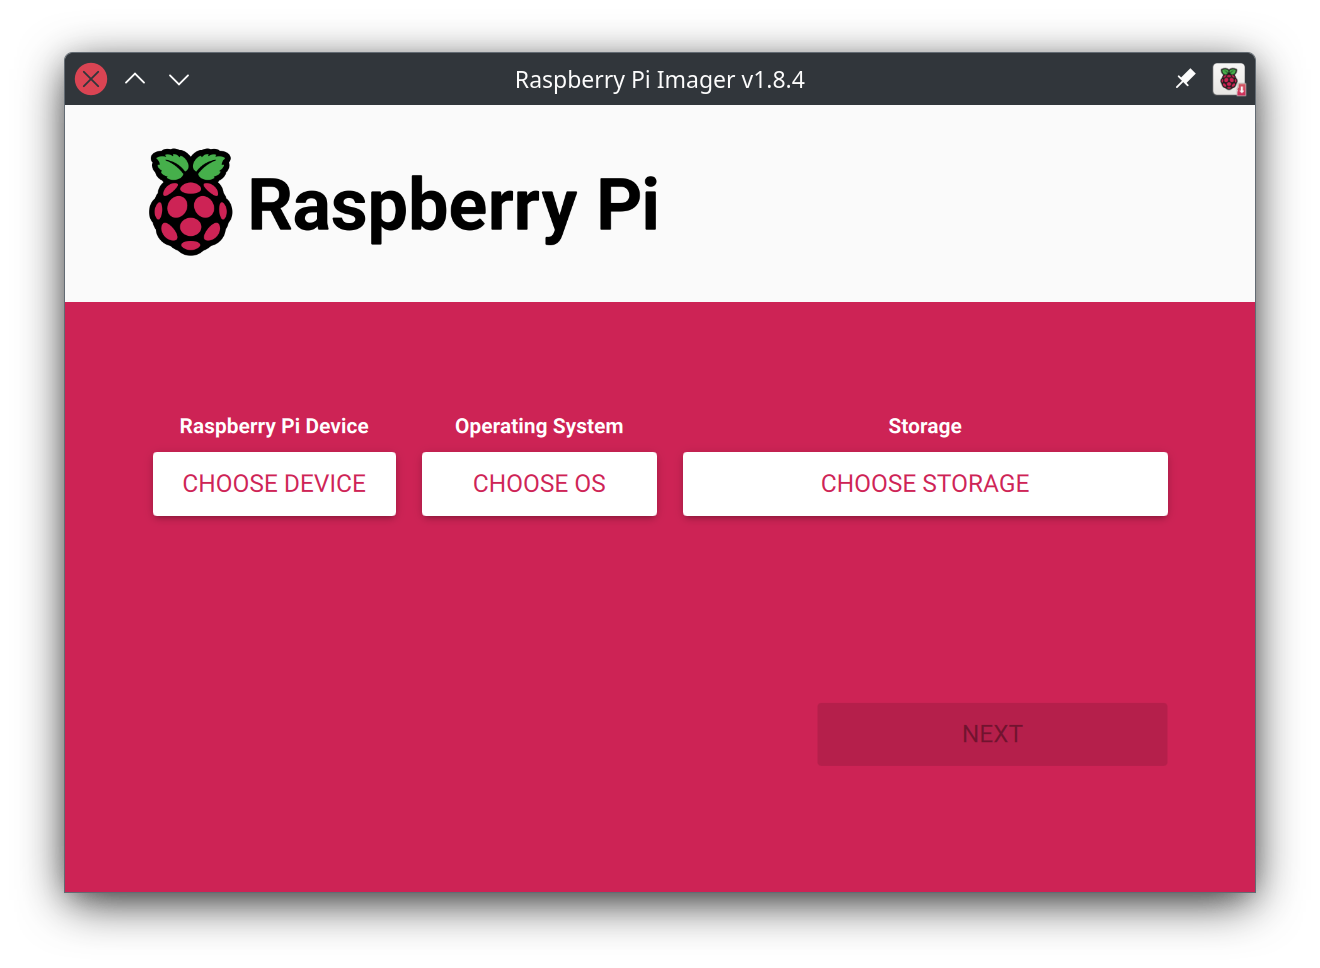 Raspberry Pi Imager v1.8.4
Raspberry Pi
Raspberry Pi Device
Operating System
Storage
CHOOSE DEVICE
CHOOSE OS
CHOOSE STORAGE
NEXT